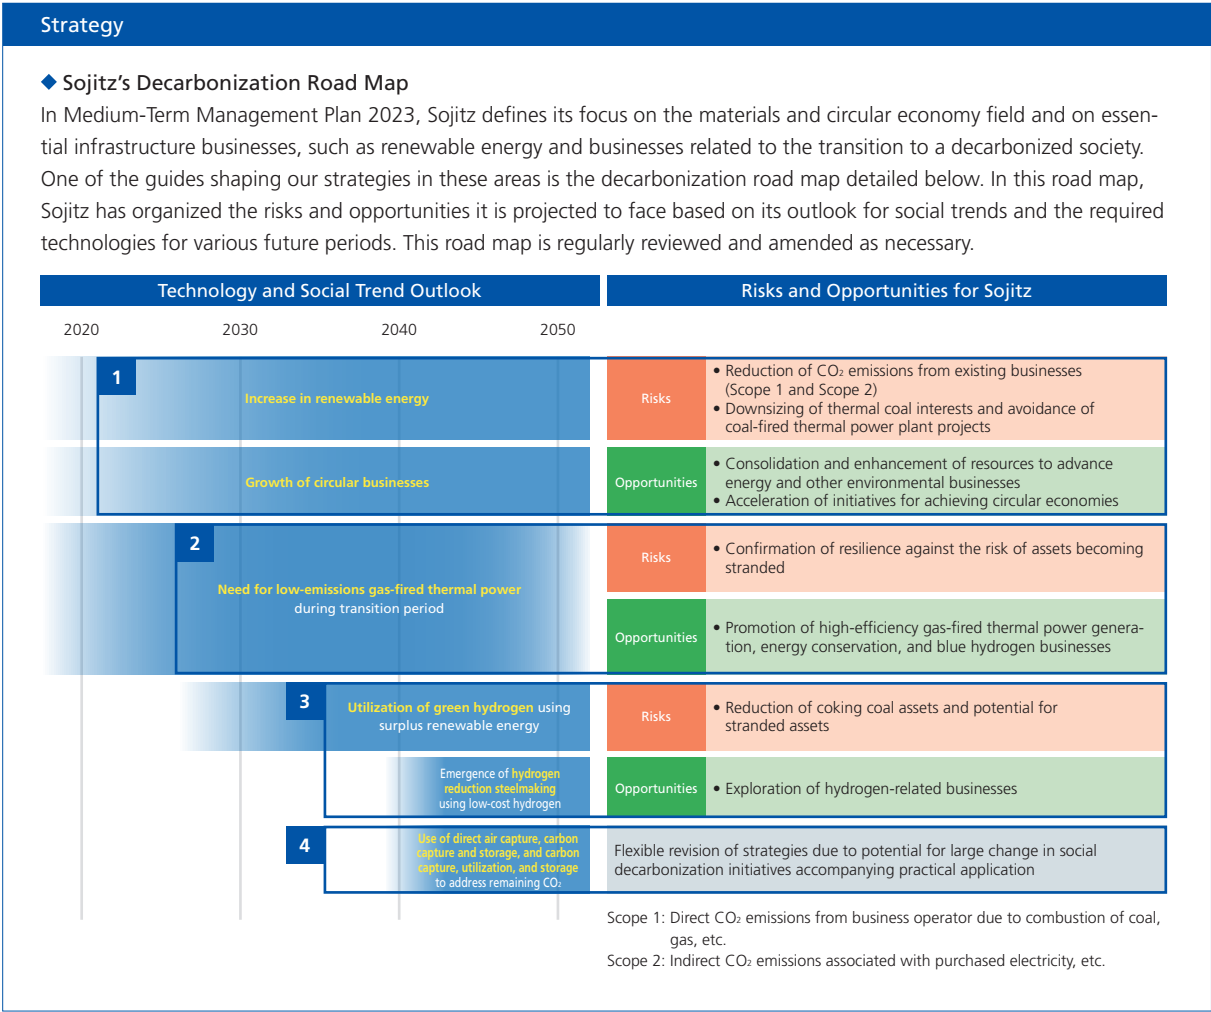 Strategy
◆ Sojitz’s Decarbonization Road Map
In Medium-Term Management Plan 2023, Sojitz defines its focus on the materials and circular economy field and on essen-
tial infrastructure businesses, such as renewable energy and businesses related to the transition to a decarbonized society.
One of the guides shaping our strategies in these areas is the decarbonization road map detailed below. In this road map,
Sojitz has organized the risks and opportunities it is projected to face based on its outlook for social trends and the required
technologies for various future periods. This road map is regularly reviewed and amended as necessary.
Technology and Social Trend Outlook
Risks and Opportunities for Sojitz
2020 2030 2040 2050
1
Increase in renewable energy
Risks
• Reduction of CO₂ emissions from existing businesses
(Scope 1 and Scope 2)
• Downsizing of thermal coal interests and avoidance of
coal-fired thermal power plant projects
Growth of circular businesses
Opportunities
• Consolidation and enhancement of resources to advance
energy and other environmental businesses
• Acceleration of initiatives for achieving circular economies
2
Need for low-emissions gas-fired thermal power
during transition period
Risks
• Confirmation of resilience against the risk of assets becoming
stranded
Opportunities
• Promotion of high-efficiency gas-fired thermal power genera-
tion, energy conservation, and blue hydrogen businesses
3
Utilization of green hydrogen using
surplus renewable energy
Risks
• Reduction of coking coal assets and potential for
stranded assets
Emergence of hydrogen
reduction steelmaking
using low-cost hydrogen
Opportunities
• Exploration of hydrogen-related businesses
4
Use of direct air capture, carbon
capture and storage, and carbon
capture, utilization, and storage
to address remaining CO₂
Flexible revision of strategies due to potential for large change in social
decarbonization initiatives accompanying practical application
Scope 1: Direct CO₂ emissions from business operator due to combustion of coal,
gas, etc.
Scope 2: Indirect CO₂ emissions associated with purchased electricity, etc.